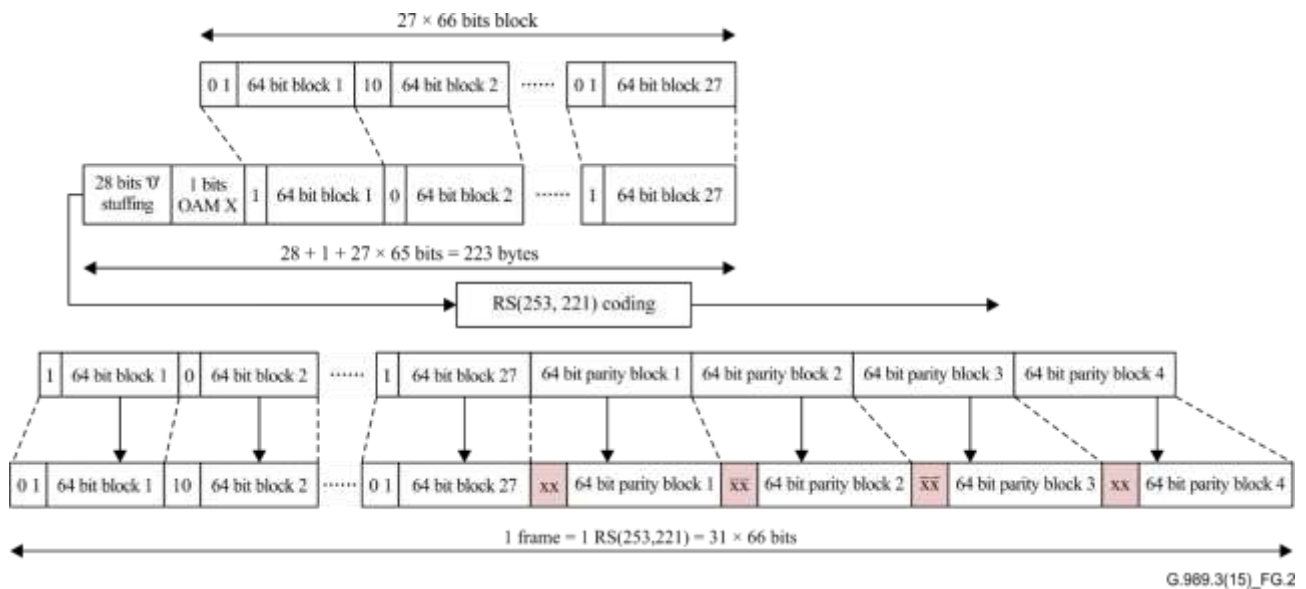 27 × 66 bits block
0 1 64 bit block 1 10 64 bit block 2 ...... 0 1 64 bit block 27
28 bits '0' stuffing 1 bits OAM X 1 64 bit block 1 0 64 bit block 2 ...... 1 64 bit block 27
28 + 1 + 27 × 65 bits = 223 bytes
RS(253, 221) coding
1 64 bit block 1 0 64 bit block 2 ...... 1 64 bit block 27 64 bit parity block 1 64 bit parity block 2 64 bit parity block 3 64 bit parity block 4
0 1 64 bit block 1 10 64 bit block 2 ...... 0 1 64 bit block 27 xx 64 bit parity block 1 x̅x̅ 64 bit parity block 2 x̅x̅ 64 bit parity block 3 xx 64 bit parity block 4
1 frame = 1 RS(253,221) = 31 × 66 bits
G.989.3(15)_FG.2